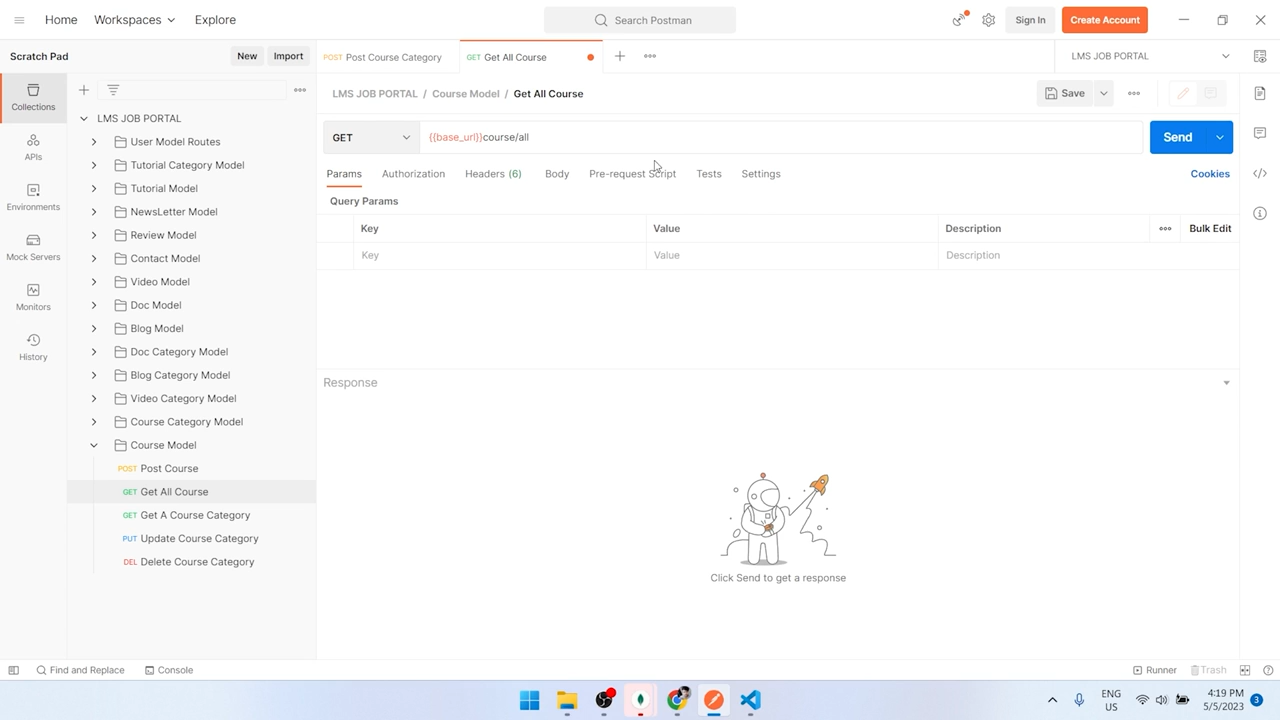 Home Workspaces Explore Search Postman Sign In Create Account
Scratch Pad New Import POST Post Course Category GET Get All Course LMS JOB PORTAL
LMS JOB PORTAL / Course Model / Get All Course Save
Collections
LMS JOB PORTAL
GET {{base_url}}course/all Send
User Model Routes
APIs
Tutorial Category Model
Params Authorization Headers (6) Body Pre-request Script Tests Settings Cookies
Tutorial Model
Query Params
Environments
NewsLetter Model
Key Value Description Bulk Edit
Review Model
Mock Servers
Contact Model
Key Value Description
Video Model
Monitors
Doc Model
Blog Model
History
Doc Category Model
Blog Category Model
Response
Video Category Model
Course Category Model
Course Model
POST Post Course
GET Get All Course
GET Get A Course Category
PUT Update Course Category
DEL Delete Course Category
Click Send to get a response
Find and Replace Console Runner Trash
ENG
US
4:19 PM
5/5/2023
3